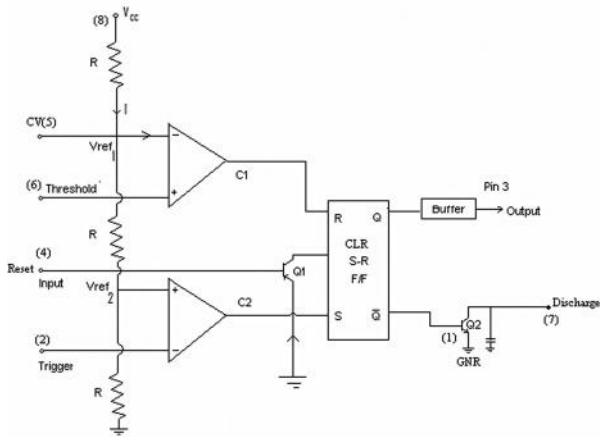 (8)
Vcc
R
I
CV(5)
Vref
1
(6) Threshold
C1
R
(4)
Reset
Input
Vref
2
Q1
C2
(2)
Trigger
R
R Q
CLR
S-R
F/F
S Q̅
Buffer
Pin 3
Output
(1)
Q2
GNR
Discharge
(7)